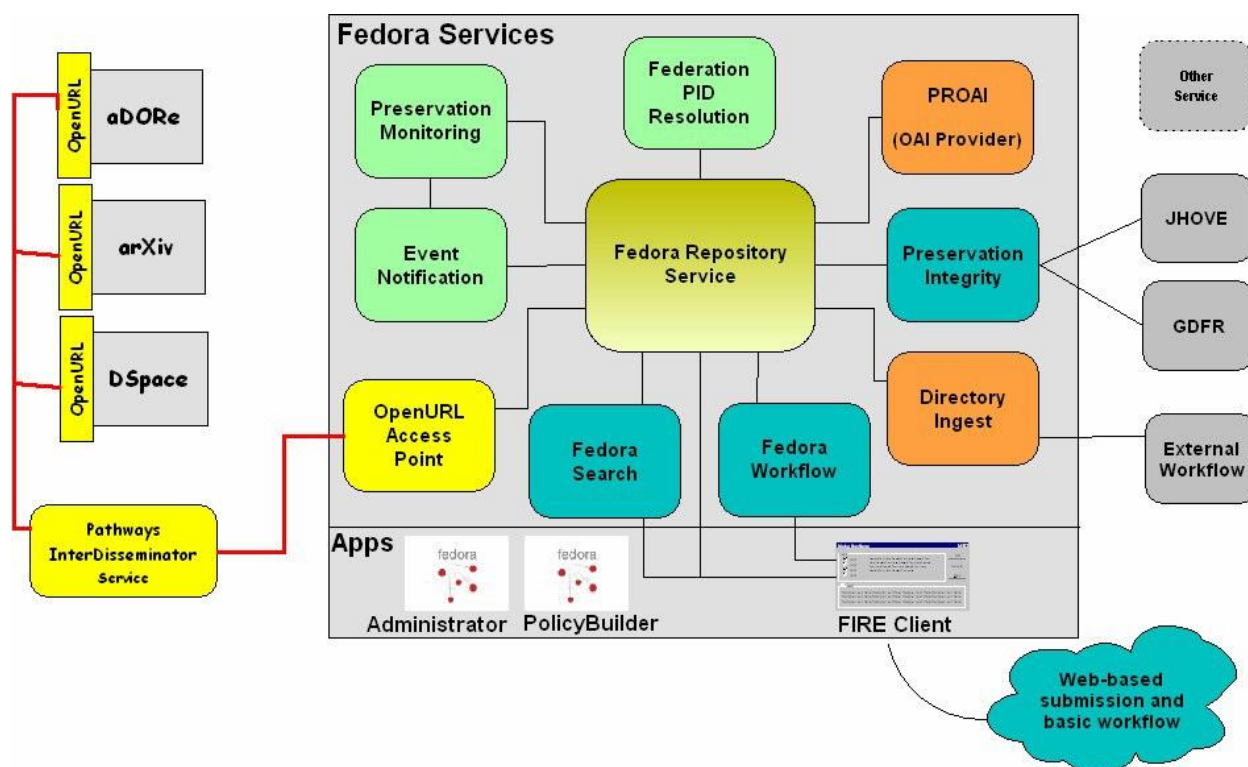 Fedora Services
OpenURL
aDORe
OpenURL
arXiv
OpenURL
DSpace
Pathways
InterDisseminator
Service
Preservation
Monitoring
Federation
PID
Resolution
PROAI
(OAI Provider)
Event
Notification
Fedora Repository
Service
Preservation
Integrity
OpenURL
Access
Point
Fedora
Search
Fedora
Workflow
Directory
Ingest
Other
Service
JHOVE
GDFR
External
Workflow
Apps
fedora
Administrator
fedora
PolicyBuilder
FIRE Client
Web-based
submission and
basic workflow